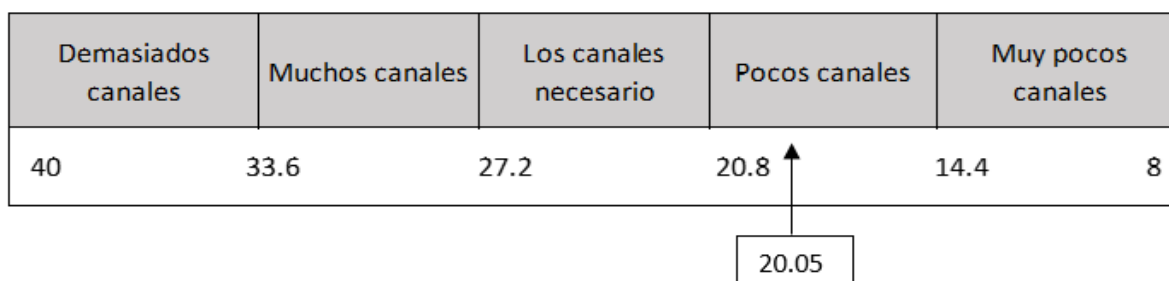 Demasiados
canales
Muchos canales
Los canales
necesario
Pocos canales
Muy pocos
canales
40 33.6 27.2 20.8 14.4 8
20.05